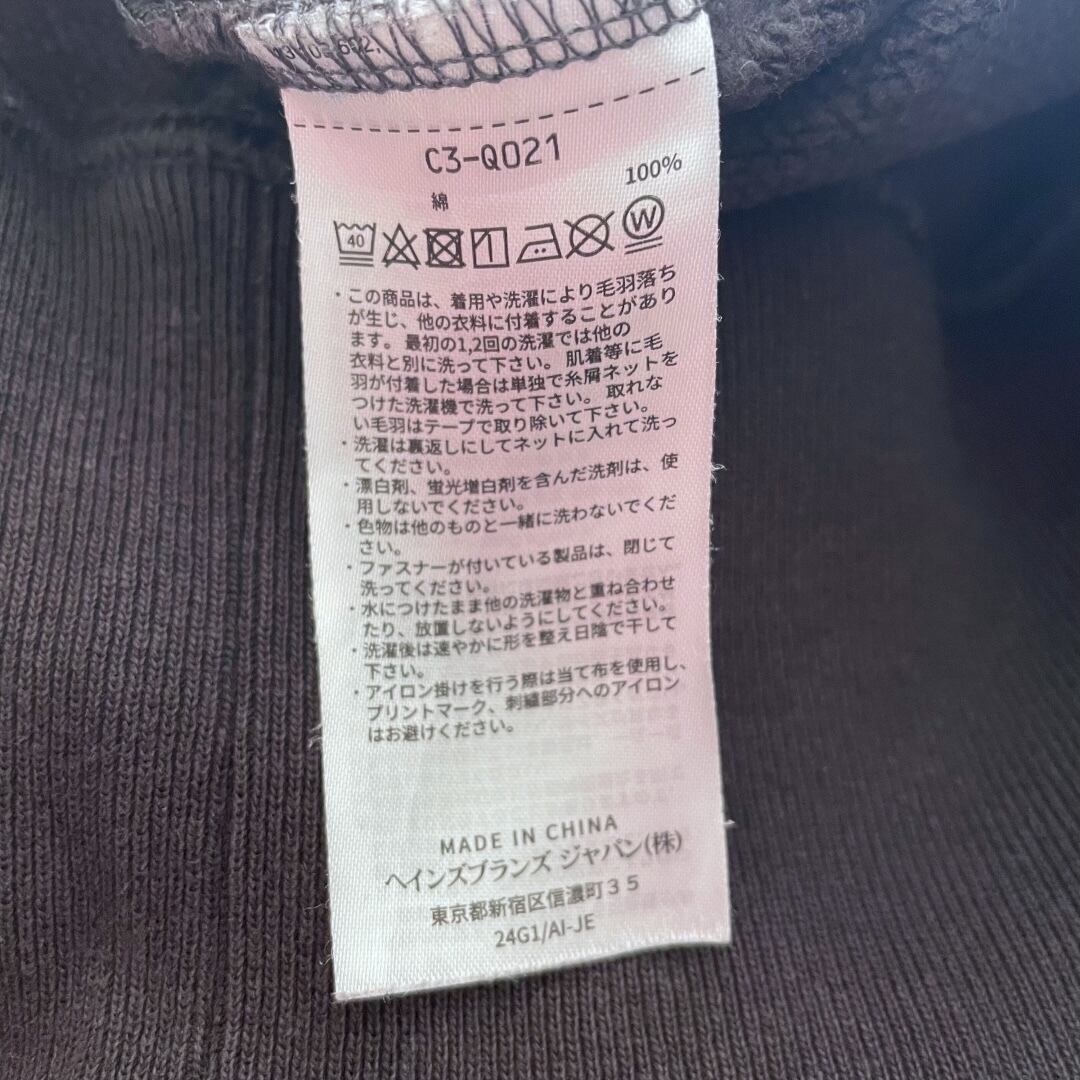 C3-Q021
綿 100%
40
W
・この商品は、着用や洗濯により毛羽落ち
が生じ、他の衣料に付着することがあり
ます。最初の1,2回の洗濯では他の
衣料と別に洗って下さい。 肌着等に毛
羽が付着した場合は単独で糸屑ネットを
つけた洗濯機で洗って下さい。 取れな
い毛羽はテープで取り除いて下さい。
・洗濯は裏返しにしてネットに入れて洗っ
てください。
・漂白剤、蛍光増白剤を含んだ洗剤は、使
用しないでください。
・色物は他のものと一緒に洗わないでくだ
さい。
・ファスナーが付いている製品は、閉じて
洗ってください。
・水につけたまま他の洗濯物と重ね合わせ
たり、放置しないようにしてください。
・洗濯後は速やかに形を整え日陰で干して
下さい。
・アイロン掛けを行う際は当て布を使用し、
プリントマーク、刺繍部分へのアイロン
はお避けください。
MADE IN CHINA
ヘインズブランズ ジャパン(株)
東京都新宿区信濃町35
24G1/AI-JE